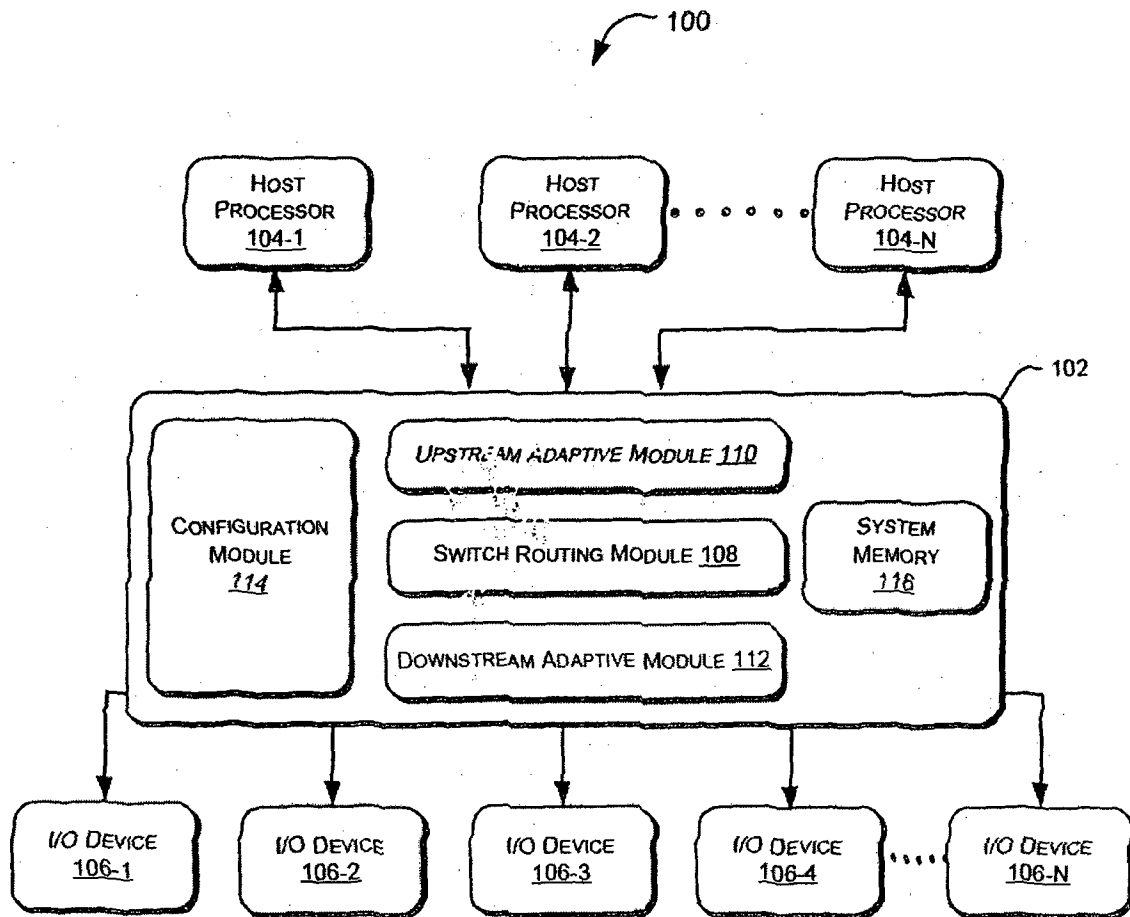 100
HOST
PROCESSOR
104-1
HOST
PROCESSOR
104-2
HOST
PROCESSOR
104-N
102
CONFIGURATION
MODULE
114
UPSTREAM ADAPTIVE MODULE 110
SWITCH ROUTING MODULE 108
DOWNSTREAM ADAPTIVE MODULE 112
SYSTEM
MEMORY
116
I/O DEVICE
106-1
I/O DEVICE
106-2
I/O DEVICE
106-3
I/O DEVICE
106-4
I/O DEVICE
106-N